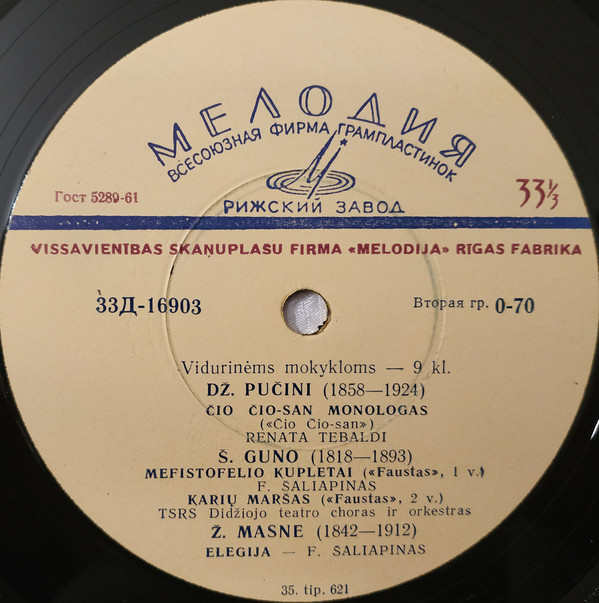 МЕЛОДИЯ
ВСЕСОЮЗНАЯ ФИРМА ГРАМПЛАСТИНОК
Гост 5289-61
33⅓
РИЖСКИЙ ЗАВОД
VISSAVIENĪBAS SKAŅUPLAŠU FIRMA «MELODIJA» RĪGAS FABRIKA
33Д-16903
Вторая гр. 0-70
Vidurinėms mokykloms — 9 kl.
DŽ. PUČINI (1858—1924)
ČIO ČIO-SAN MONOLOGAS
(«Čio Čio-san»)
RENATA TEBALDI
Š. GUNO (1818—1893)
MEFISTOFELIO KUPLETAI («Faustas», 1 v.)
F. ŠALIAPINAS
KARIŲ MARŠAS («Faustas», 2 v.)
TSRS Didžiojo teatro choras ir orkestras
Ž. MASNE (1842—1912)
ELEGIJA — F. ŠALIAPINAS
35. tip. 621